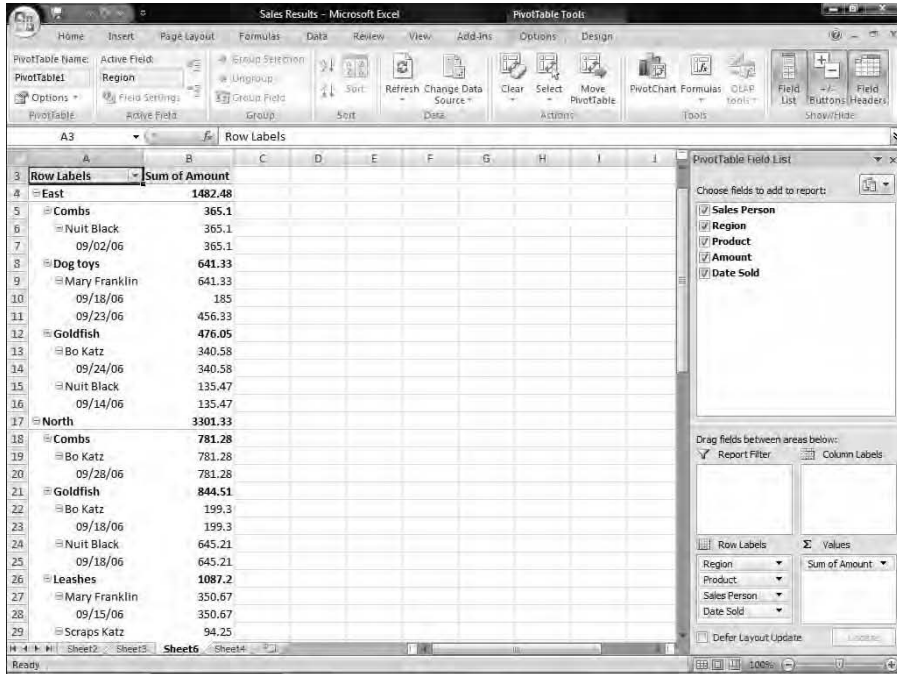 Sales Results - Microsoft Excel PivotTable Tools
Home Insert Page Layout Formulas Data Review View Add-Ins Options Design
PivotTable Name: Active Field: Group Selection
PivotTable1 Region Ungroup Sort Refresh Change Data Source Clear Select Move PivotTable PivotChart Formulas OLAP tools Field List +/- Buttons Field Headers
Options Field Settings Group Field
PivotTable Active Field Group Sort Data Actions Tools Show/Hide
A3 fx Row Labels
A B C D E F G H I J
3 Row Labels Sum of Amount
4 East 1482.48
5 Combs 365.1
6 Nuit Black 365.1
7 09/02/06 365.1
8 Dog toys 641.33
9 Mary Franklin 641.33
10 09/18/06 185
11 09/23/06 456.33
12 Goldfish 476.05
13 Bo Katz 340.58
14 09/24/06 340.58
15 Nuit Black 135.47
16 09/14/06 135.47
17 North 3301.33
18 Combs 781.28
19 Bo Katz 781.28
20 09/28/06 781.28
21 Goldfish 844.51
22 Bo Katz 199.3
23 09/18/06 199.3
24 Nuit Black 645.21
25 09/18/06 645.21
26 Leashes 1087.2
27 Mary Franklin 350.67
28 09/15/06 350.67
29 Scraps Katz 94.25
Sheet2 Sheet3 Sheet6 Sheet4
Ready 100%
PivotTable Field List
Choose fields to add to report:
Sales Person
Region
Product
Amount
Date Sold
Drag fields between areas below:
Report Filter Column Labels
Row Labels Σ Values
Region Sum of Amount
Product
Sales Person
Date Sold
Defer Layout Update Update